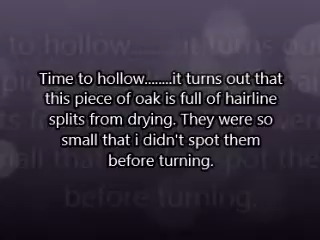 Time to hollow........it turns out that
this piece of oak is full of hairline
splits from drying. They were so
small that i didn't spot them
before turning.